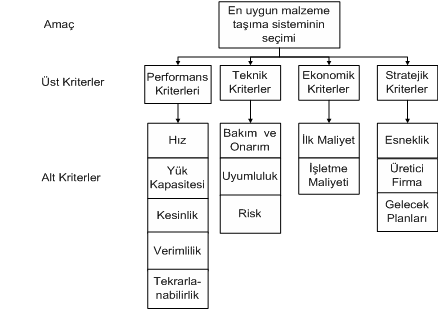 Amaç
En uygun malzeme
taşıma sisteminin
seçimi
Üst Kriterler
Performans
Kriterleri
Teknik
Kriterler
Ekonomik
Kriterler
Stratejik
Kriterler
Alt Kriterler
Hız
Yük
Kapasitesi
Kesinlik
Verimlilik
Tekrarla-
nabilirlik
Bakım ve
Onarım
Uyumluluk
Risk
İlk Maliyet
İşletme
Maliyeti
Esneklik
Üretici
Firma
Gelecek
Planları